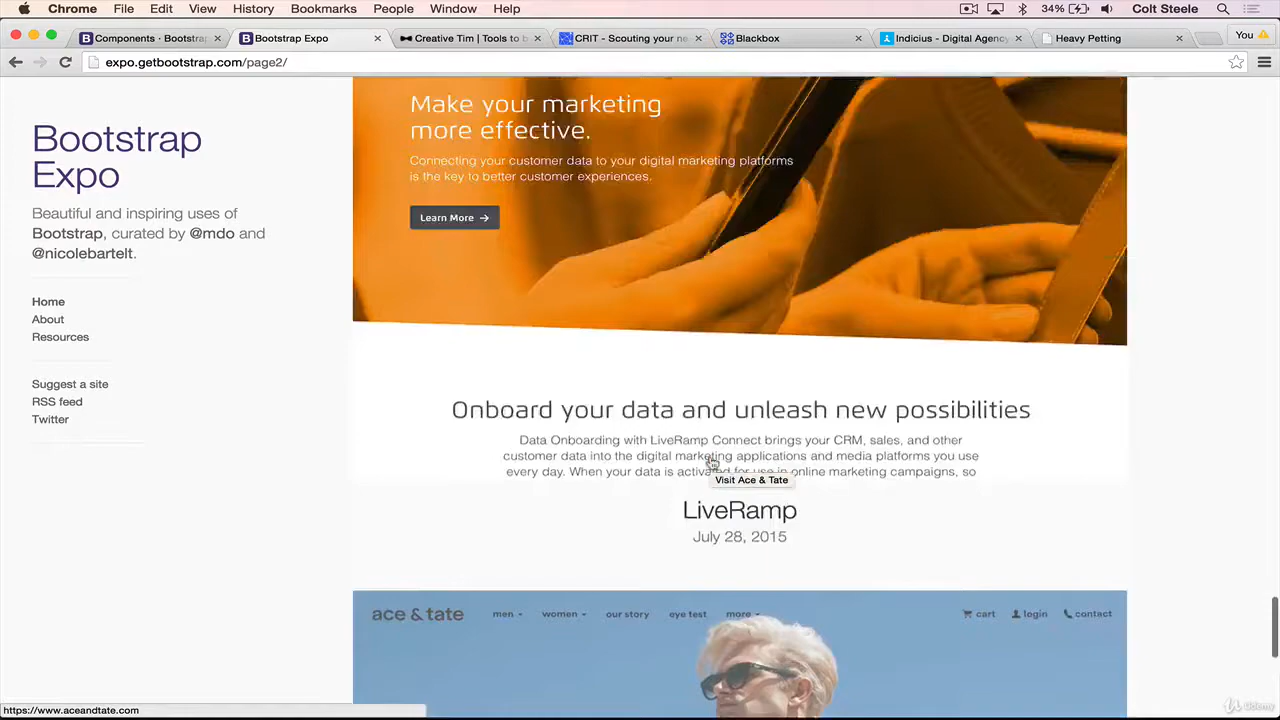 Chrome File Edit View History Bookmarks People Window Help 34% Colt Steele
Components · Bootstrap Bootstrap Expo Creative Tim | Tools to b CRIT - Scouting your ne Blackbox Indicius - Digital Agency Heavy Petting You
expo.getbootstrap.com/page2/
Bootstrap
Expo
Beautiful and inspiring uses of
Bootstrap, curated by @mdo and
@nicolebartelt.
Home
About
Resources
Suggest a site
RSS feed
Twitter
Make your marketing
more effective.
Connecting your customer data to your digital marketing platforms
is the key to better customer experiences.
Learn More →
Onboard your data and unleash new possibilities
Data Onboarding with LiveRamp Connect brings your CRM, sales, and other
customer data into the digital marketing applications and media platforms you use
every day. When your data is activated for use in online marketing campaigns, so
Visit Ace & Tate
LiveRamp
July 28, 2015
ace & tate men women our story eye test more cart login contact
https://www.aceandtate.com
Udemy